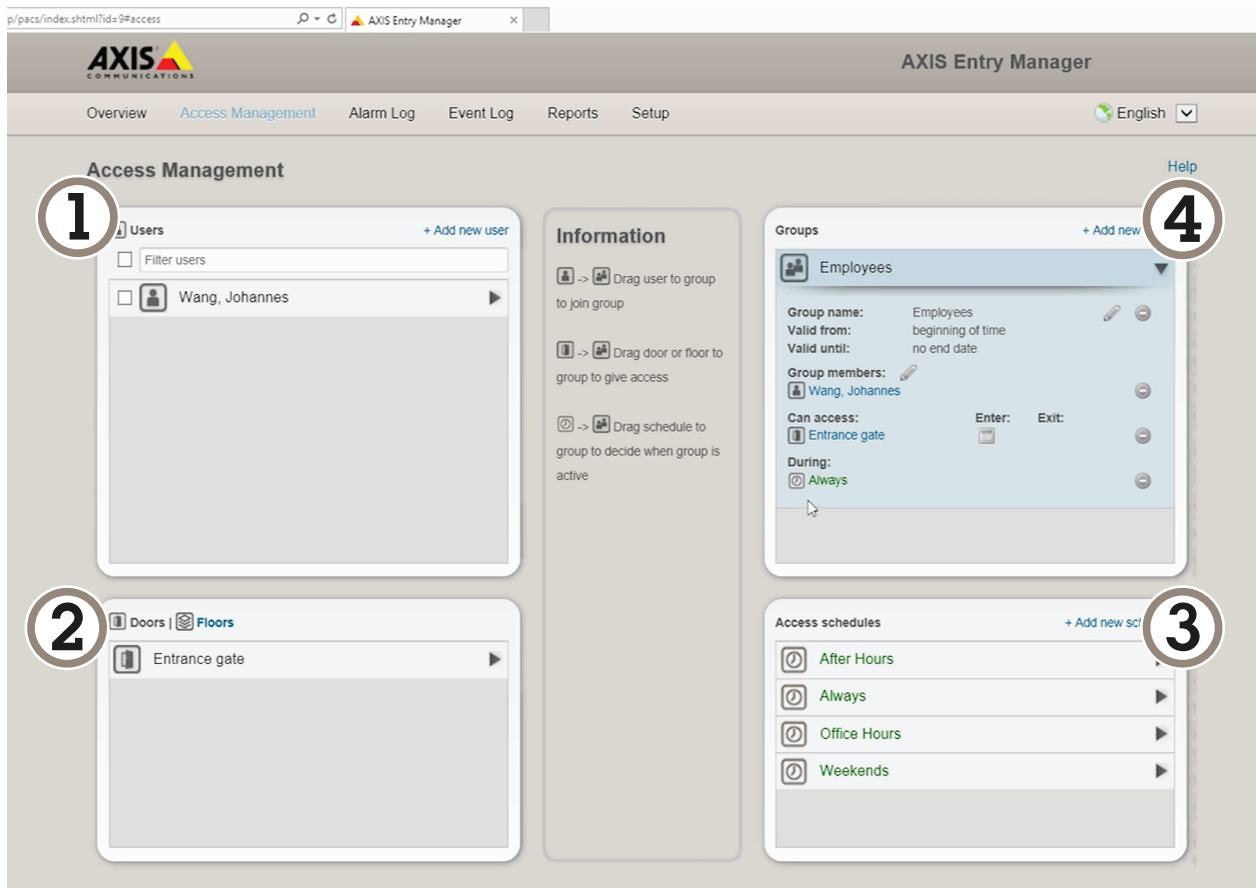 p/pacs/index.shtml?id=9#access
AXIS Entry Manager
AXIS
COMMUNICATIONS
AXIS Entry Manager
Overview Access Management Alarm Log Event Log Reports Setup
English
Access Management
Help
1
Users
+ Add new user
Filter users
Wang, Johannes
Information
-> Drag user to group
to join group
-> Drag door or floor to
group to give access
-> Drag schedule to
group to decide when group is
active
4
Groups
+ Add new
Employees
Group name: Employees
Valid from: beginning of time
Valid until: no end date
Group members:
Wang, Johannes
Can access: Enter: Exit:
Entrance gate
During:
Always
2
Doors | Floors
Entrance gate
3
Access schedules
+ Add new
After Hours
Always
Office Hours
Weekends